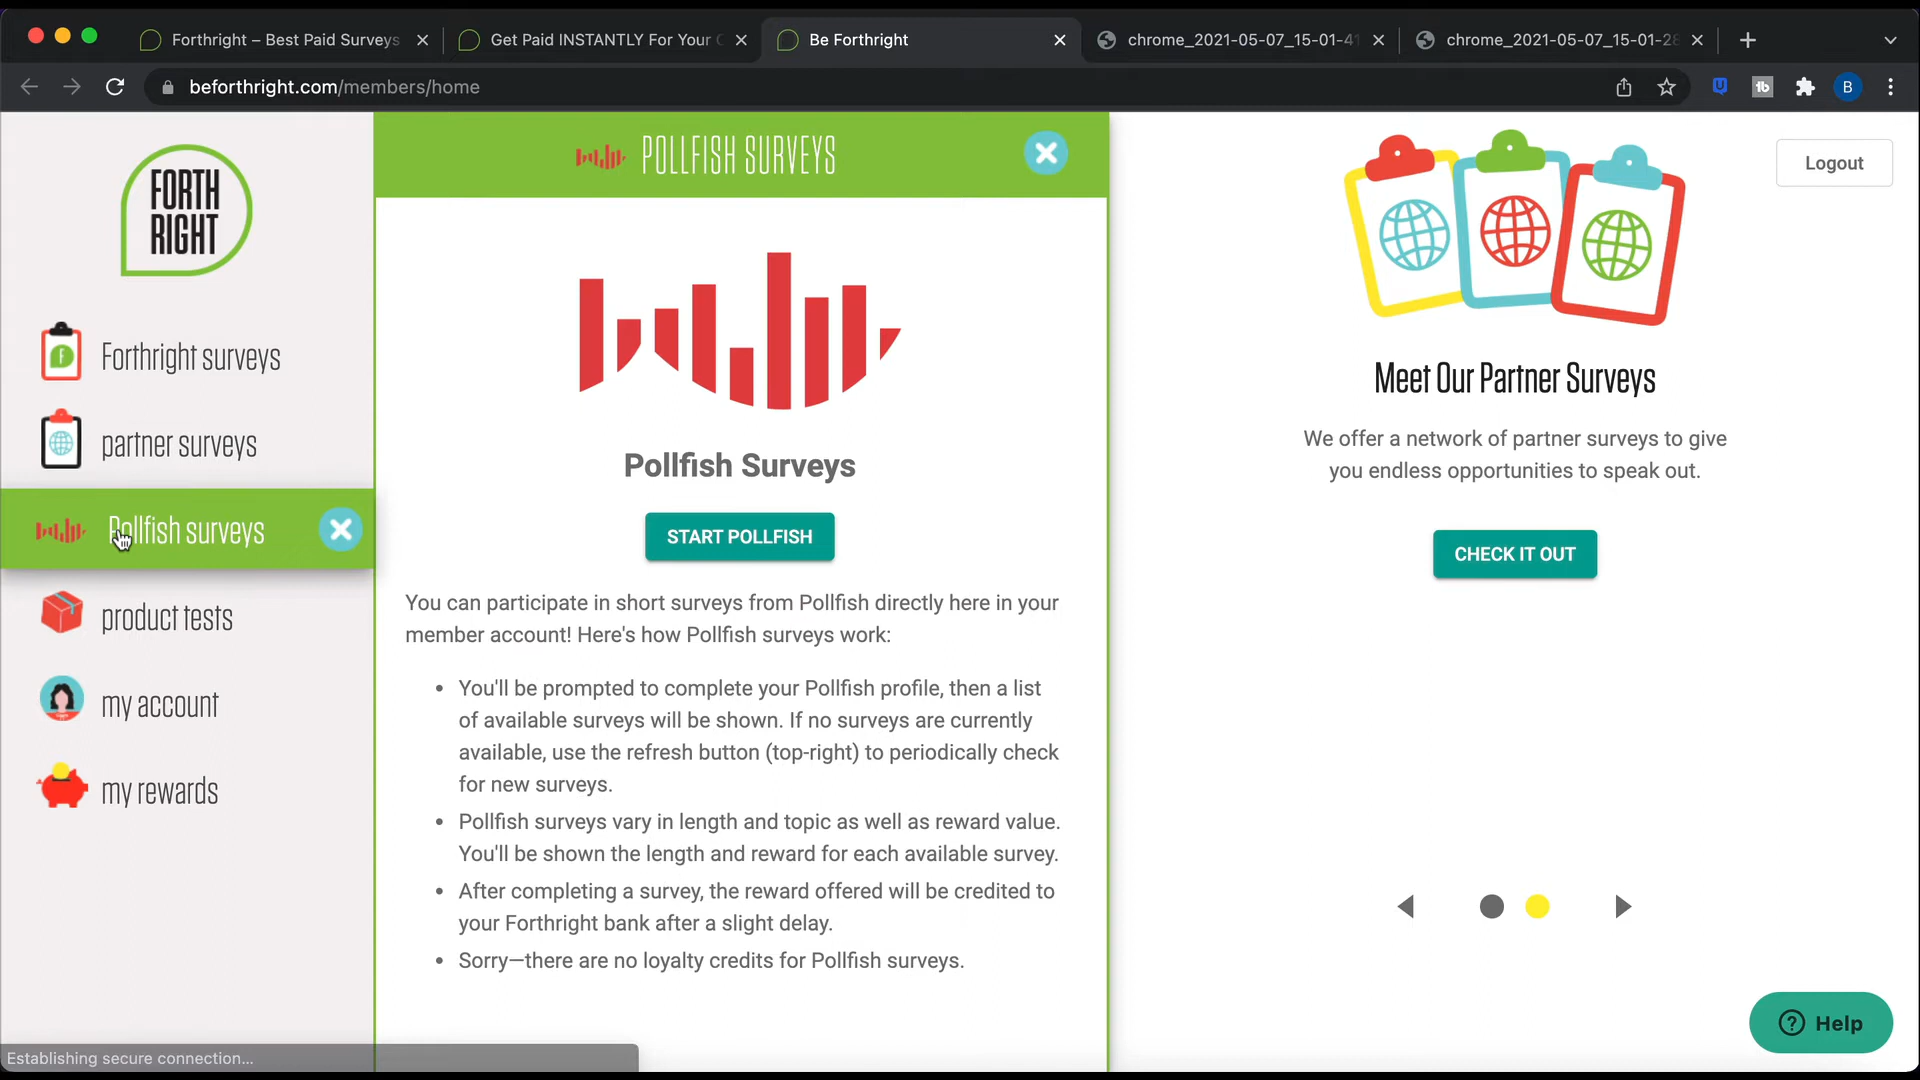 Forthright – Best Paid Surveys
Get Paid INSTANTLY For Your
Be Forthright
chrome_2021-05-07_15-01-41
chrome_2021-05-07_15-01-28
beforthright.com/members/home
B
FORTH
RIGHT
Forthright surveys
partner surveys
Pollfish surveys
product tests
my account
my rewards
Establishing secure connection...
POLLFISH SURVEYS
Pollfish Surveys
START POLLFISH
You can participate in short surveys from Pollfish directly here in your
member account! Here's how Pollfish surveys work:
• You'll be prompted to complete your Pollfish profile, then a list
of available surveys will be shown. If no surveys are currently
available, use the refresh button (top-right) to periodically check
for new surveys.
• Pollfish surveys vary in length and topic as well as reward value.
You'll be shown the length and reward for each available survey.
• After completing a survey, the reward offered will be credited to
your Forthright bank after a slight delay.
• Sorry—there are no loyalty credits for Pollfish surveys.
Logout
Meet Our Partner Surveys
We offer a network of partner surveys to give
you endless opportunities to speak out.
CHECK IT OUT
Help